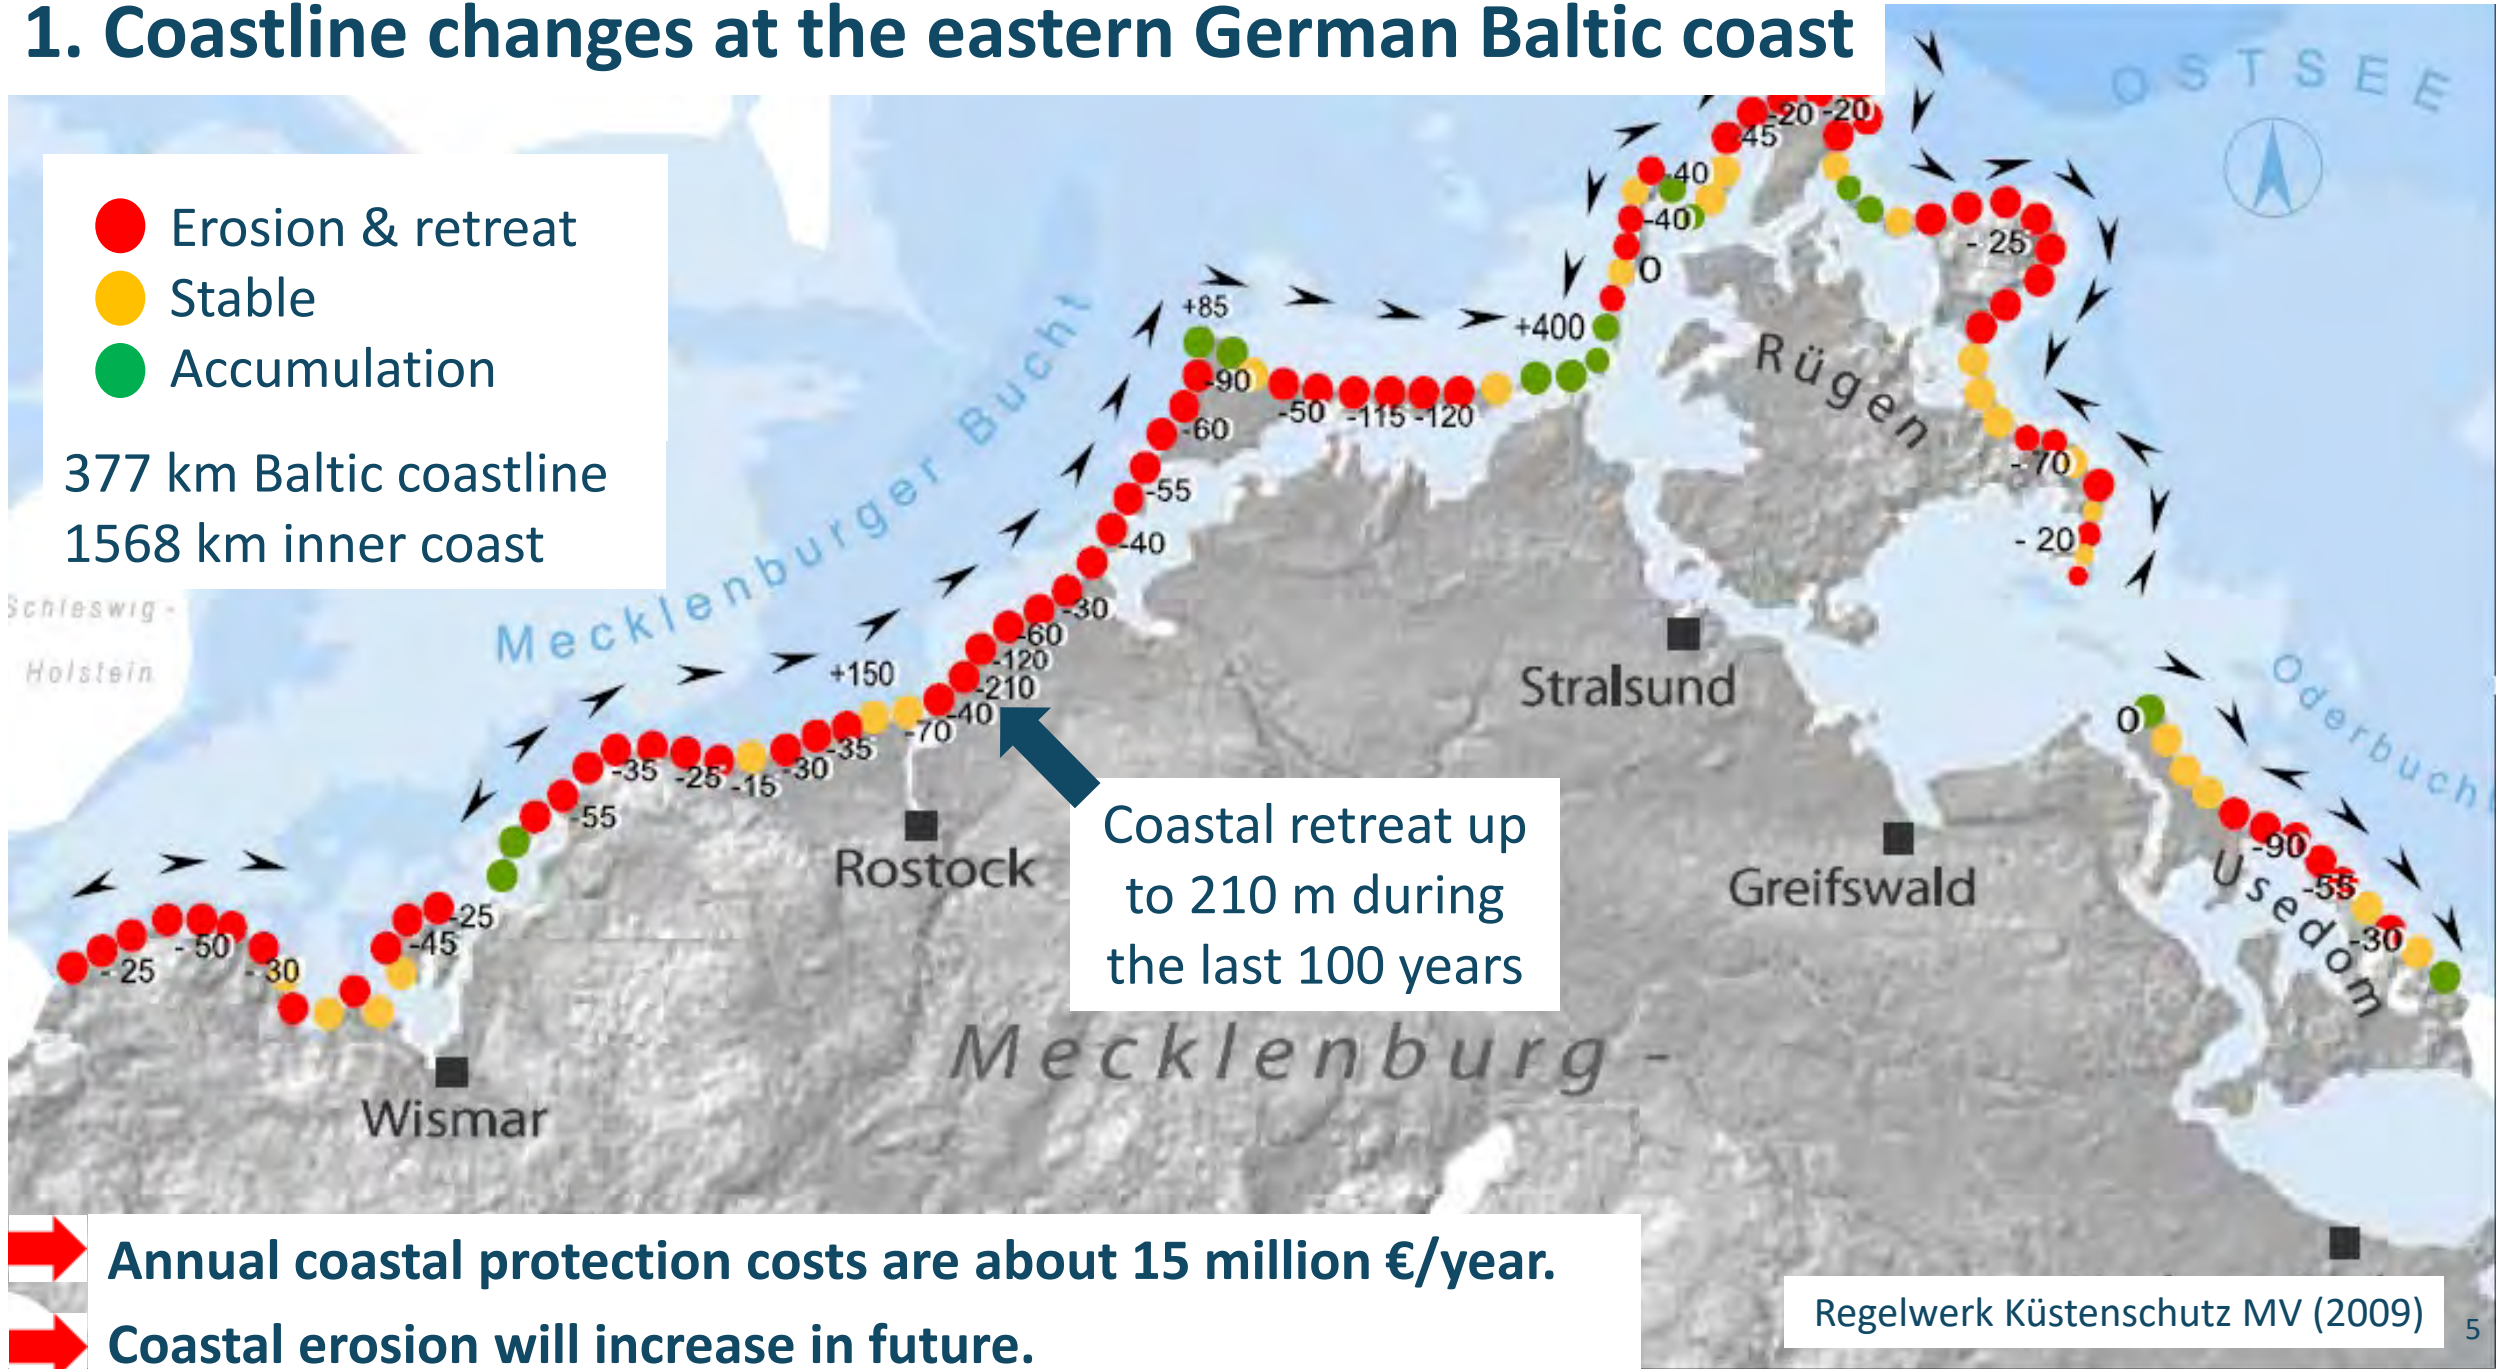 1. Coastline changes at the eastern German Baltic coast
OSTSEE
Erosion & retreat
Stable
Accumulation
377 km Baltic coastline
1568 km inner coast
Schleswig -
Holstein
Mecklenburger Bucht
Oderbucht
Rügen
Usedom
Stralsund
Greifswald
Rostock
Wismar
Mecklenburg -
- 25
- 50
- 30
-45
-25
-55
-35
-25
-15
-30
-35
+150
-70
-40
-210
-120
-60
-30
-40
-55
-60
-90
+85
-50
-115
-120
+400
0
-40
-40
-45
-20
-20
- 25
- 70
- 20
0
-90
-55
-30
Coastal retreat up
to 210 m during
the last 100 years
Annual coastal protection costs are about 15 million €/year.
Coastal erosion will increase in future.
Regelwerk Küstenschutz MV (2009)
5